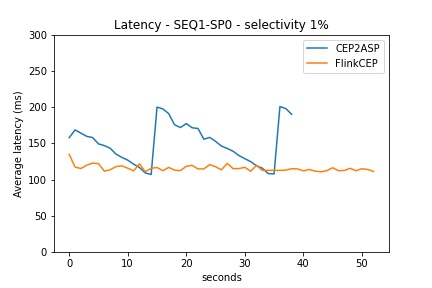 Latency - SEQ1-SP0 - selectivity 1%
CEP2ASP
FlinkCEP
Average latency (ms)
300
250
200
150
100
50
0
0 10 20 30 40 50
seconds